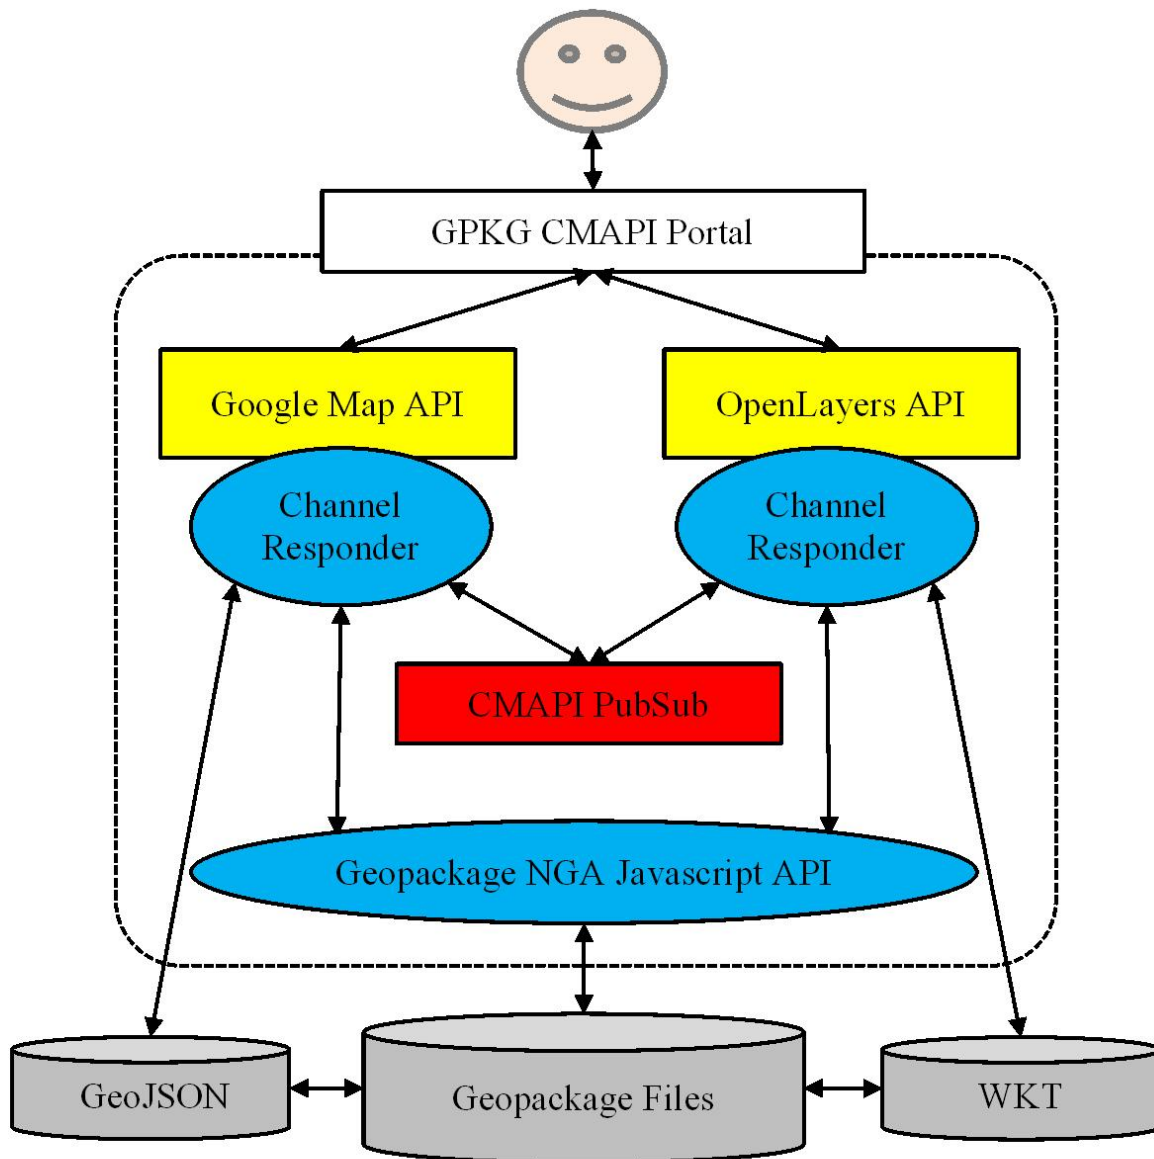 GPKG CMAPI Portal
Google Map API
OpenLayers API
Channel
Responder
Channel
Responder
CMAPI PubSub
Geopackage NGA Javascript API
GeoJSON
Geopackage Files
WKT